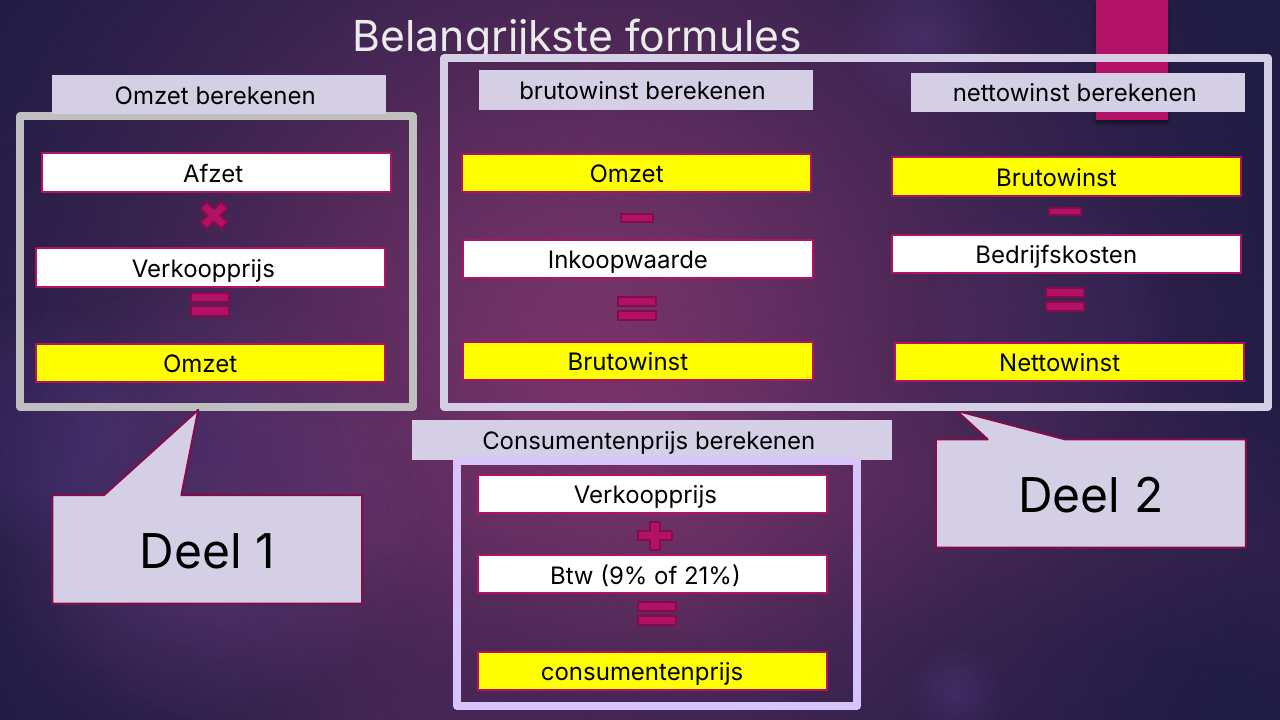 Belangrijkste formules
Omzet berekenen
Afzet
Verkoopprijs
Omzet
Deel 1
brutowinst berekenen
Omzet
Inkoopwaarde
Brutowinst
nettowinst berekenen
Brutowinst
Bedrijfskosten
Nettowinst
Deel 2
Consumentenprijs berekenen
Verkoopprijs
Btw (9% of 21%)
consumentenprijs